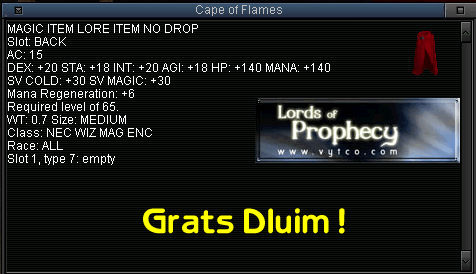 Cape of Flames
MAGIC ITEM LORE ITEM NO DROP
Slot: BACK
AC: 15
DEX: +20 STA: +18 INT: +20 AGI: +18 HP: +140 MANA: +140
SV COLD: +30 SV MAGIC: +30
Mana Regeneration: +6
Required level of 65.
WT: 0.7 Size: MEDIUM
Class: NEC WIZ MAG ENC
Race: ALL
Slot 1, type 7: empty
Lords of
Prophecy
www.vytco.com
Grats Dluim !